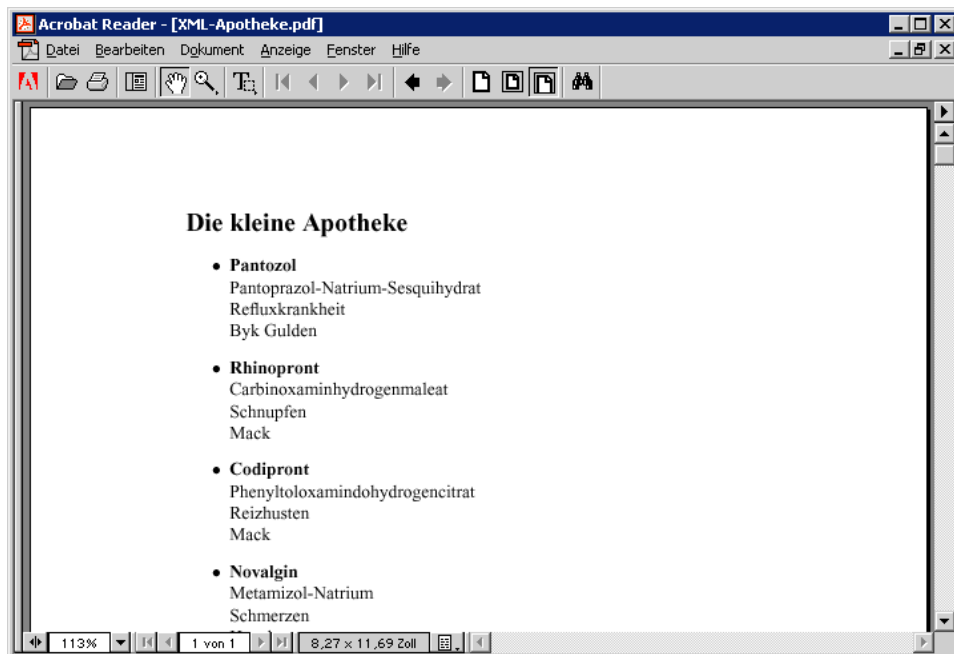 Acrobat Reader - [XML-Apotheke.pdf]
Datei Bearbeiten Dokument Anzeige Fenster Hilfe
Die kleine Apotheke
• Pantozol
Pantoprazol-Natrium-Sesquihydrat
Refluxkrankheit
Byk Gulden
• Rhinopront
Carbinoxaminhydrogenmaleat
Schnupfen
Mack
• Codipront
Phenyltoloxamindohydrogencitrat
Reizhusten
Mack
• Novalgin
Metamizol-Natrium
Schmerzen
113% 1 von 1 8,27 x 11,69 Zoll